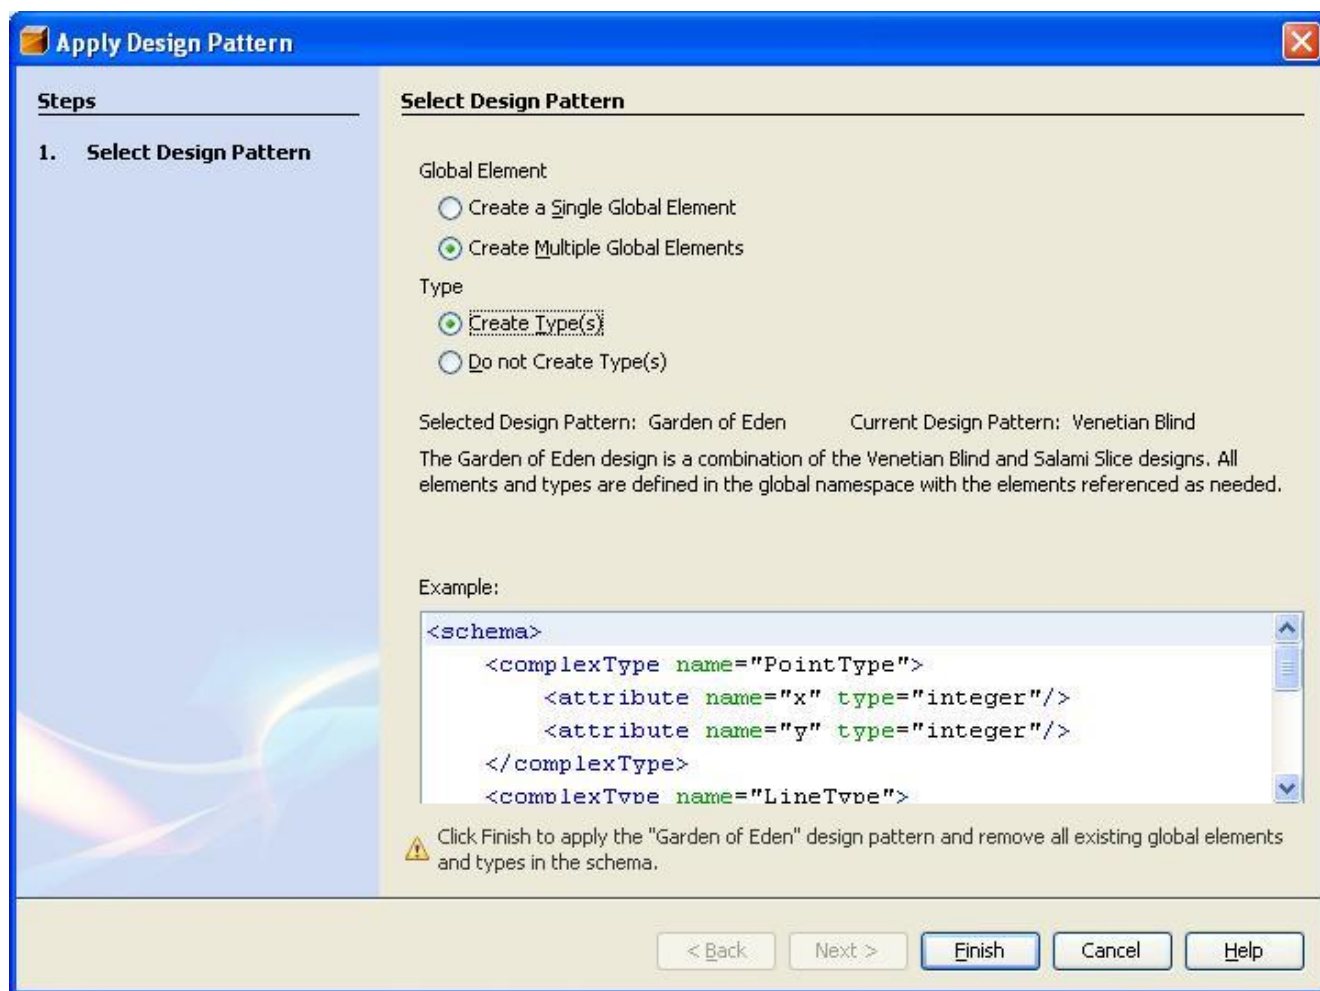 Apply Design Pattern
Steps
1. Select Design Pattern
Select Design Pattern
Global Element
Create a Single Global Element
Create Multiple Global Elements
Type
Create Type(s)
Do not Create Type(s)
Selected Design Pattern: Garden of Eden Current Design Pattern: Venetian Blind
The Garden of Eden design is a combination of the Venetian Blind and Salami Slice designs. All
elements and types are defined in the global namespace with the elements referenced as needed.
Example:
<schema>
<complexType name="PointType">
<attribute name="x" type="integer"/>
<attribute name="y" type="integer"/>
</complexType>
<complexType name="LineType">
Click Finish to apply the "Garden of Eden" design pattern and remove all existing global elements
and types in the schema.
< Back Next > Finish Cancel Help